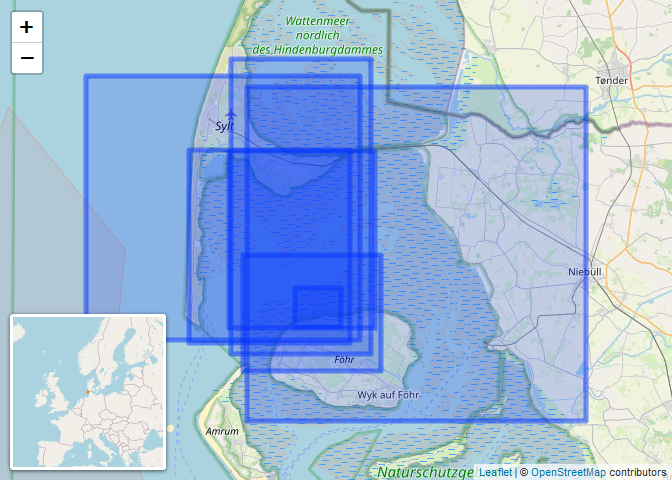 +
−
Wattenmeer
nördlich
des Hindenburgdammes
Tønder
Sylt
Niebüll
Föhr
Wyk auf Föhr
Amrum
Naturschutzge
Leaflet | © OpenStreetMap contributors